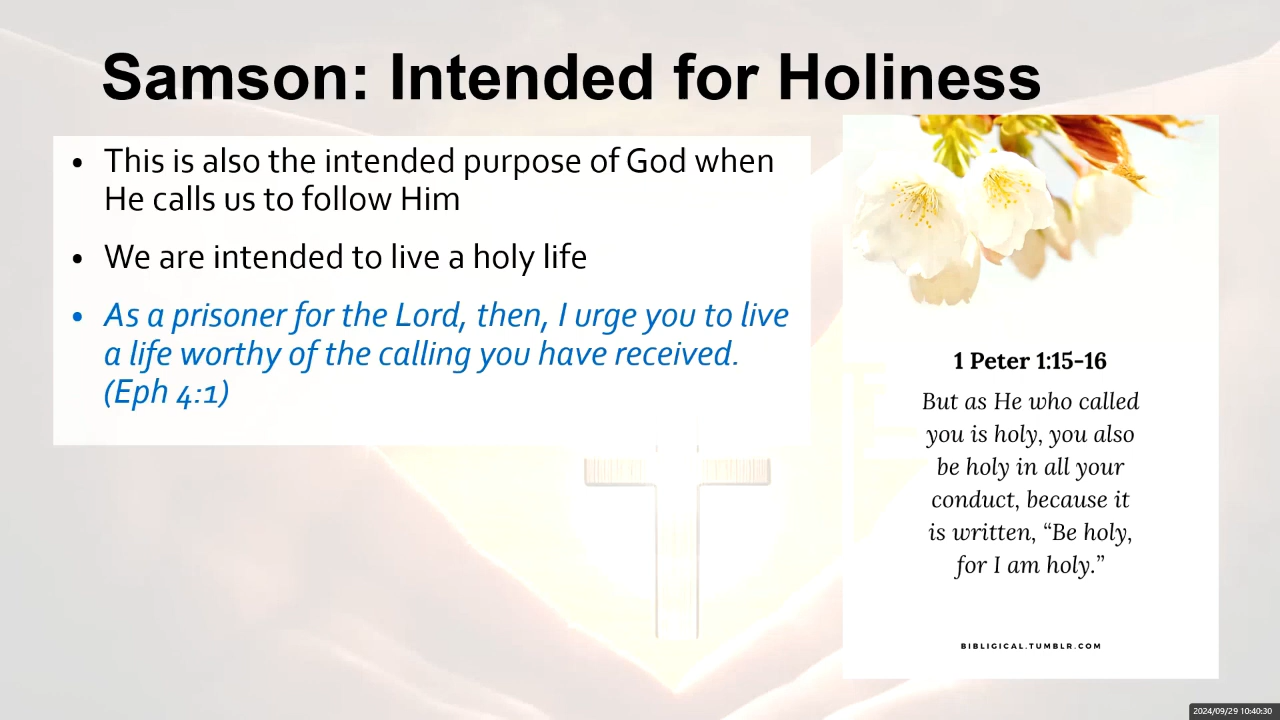 Samson: Intended for Holiness
• This is also the intended purpose of God when
He calls us to follow Him
• We are intended to live a holy life
• As a prisoner for the Lord, then, I urge you to live
a life worthy of the calling you have received.
(Eph 4:1)
1 Peter 1:15-16
But as He who called
you is holy, you also
be holy in all your
conduct, because it
is written, “Be holy,
for I am holy.”
BIBLIGICAL.TUMBLR.COM
2024/09/29 10:40:30